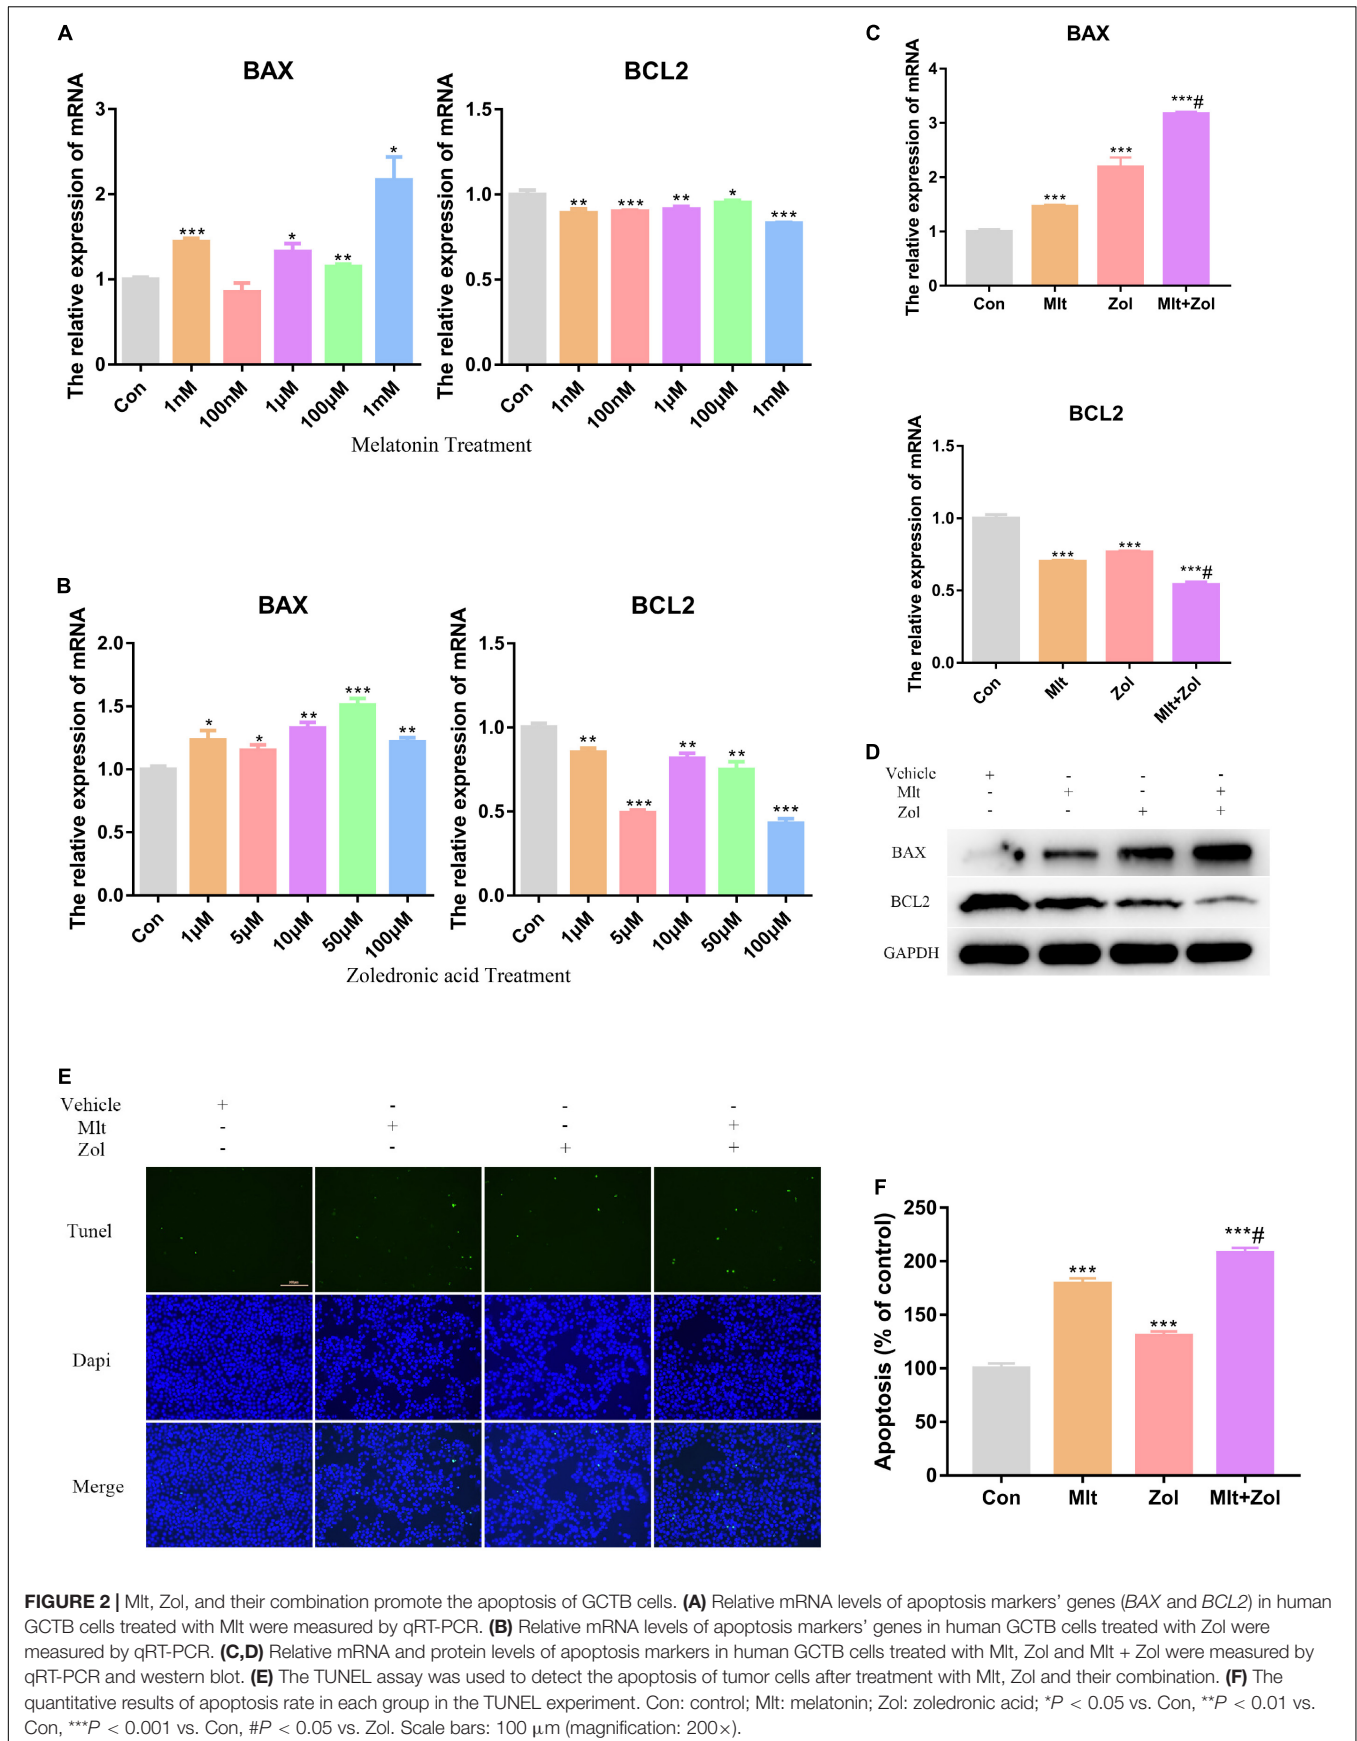 A
BAX
The relative expression of mRNA
3
2
1
0
***
*
**
*
Con
1nM
100nM
1μM
100μM
1mM
BCL2
The relative expression of mRNA
1.5
1.0
0.5
0.0
**
***
**
*
***
Con
1nM
100nM
1μM
100μM
1mM
Melatonin Treatment
B
BAX
The relative expression of mRNA
2.0
1.5
1.0
0.5
0.0
*
*
**
***
**
Con
1μM
5μM
10μM
50μM
100μM
BCL2
The relative expression of mRNA
1.5
1.0
0.5
0.0
**
***
**
**
***
Con
1μM
5μM
10μM
50μM
100μM
Zoledronic acid Treatment
C
BAX
The relative expression of mRNA
4
3
2
1
0
***
***
***#
Con
Mlt
Zol
Mlt+Zol
BCL2
The relative expression of mRNA
1.5
1.0
0.5
0.0
***
***
***#
Con
Mlt
Zol
Mlt+Zol
D
Vehicle + - - -
Mlt - + - +
Zol - - + +
BAX
BCL2
GAPDH
E
Vehicle + - - -
Mlt - + - +
Zol - - + +
Tunel
Dapi
Merge
F
Apoptosis (% of control)
250
200
150
100
50
0
***
***
***#
Con
Mlt
Zol
Mlt+Zol
FIGURE 2 | Mlt, Zol, and their combination promote the apoptosis of GCTB cells. (A) Relative mRNA levels of apoptosis markers' genes (BAX and BCL2) in human
GCTB cells treated with Mlt were measured by qRT-PCR. (B) Relative mRNA levels of apoptosis markers' genes in human GCTB cells treated with Zol were
measured by qRT-PCR. (C,D) Relative mRNA and protein levels of apoptosis markers in human GCTB cells treated with Mlt, Zol and Mlt + Zol were measured by
qRT-PCR and western blot. (E) The TUNEL assay was used to detect the apoptosis of tumor cells after treatment with Mlt, Zol and their combination. (F) The
quantitative results of apoptosis rate in each group in the TUNEL experiment. Con: control; Mlt: melatonin; Zol: zoledronic acid; *P < 0.05 vs. Con, **P < 0.01 vs.
Con, ***P < 0.001 vs. Con, #P < 0.05 vs. Zol. Scale bars: 100 μm (magnification: 200×).